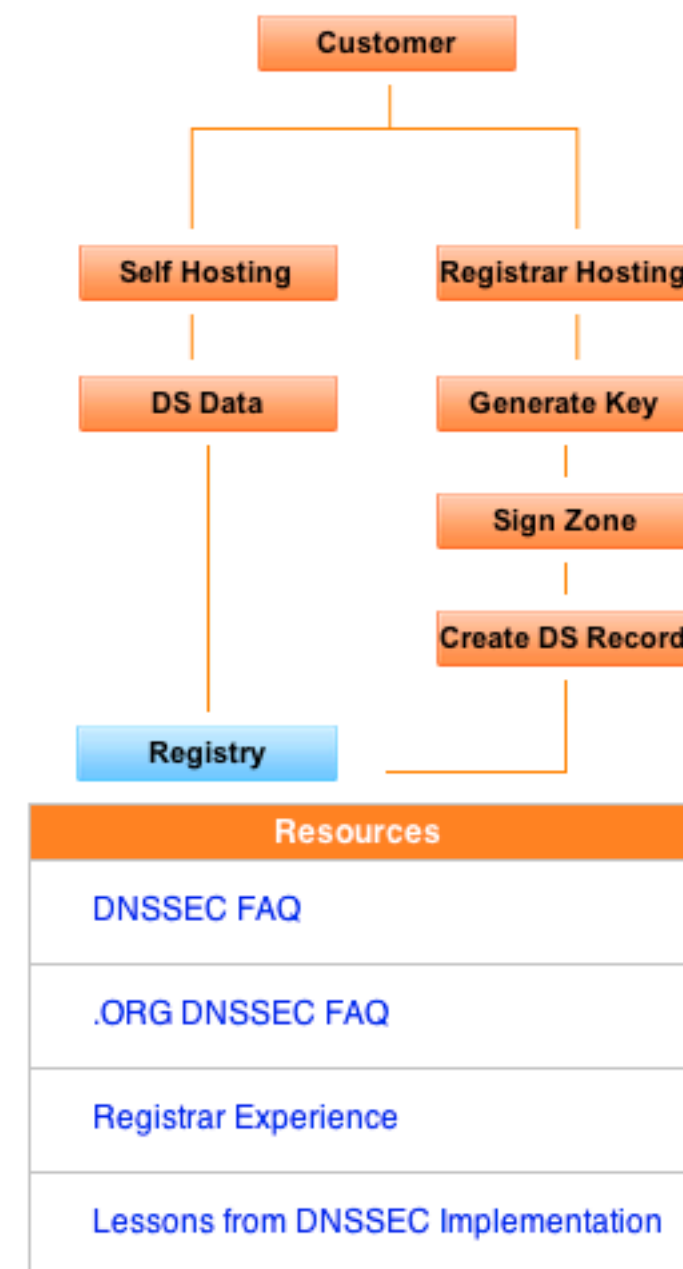 Customer
Self Hosting
Registrar Hosting
DS Data
Generate Key
Sign Zone
Create DS Record
Registry
Resources
DNSSEC FAQ
.ORG DNSSEC FAQ
Registrar Experience
Lessons from DNSSEC Implementation